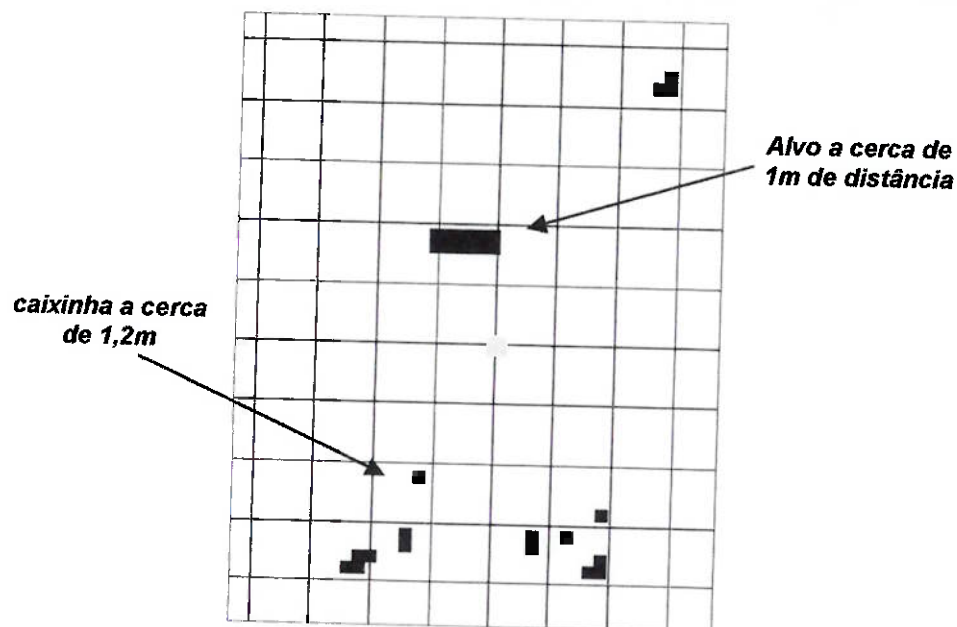 Alvo a cerca de
1m de distância
caixinha a cerca
de 1,2m